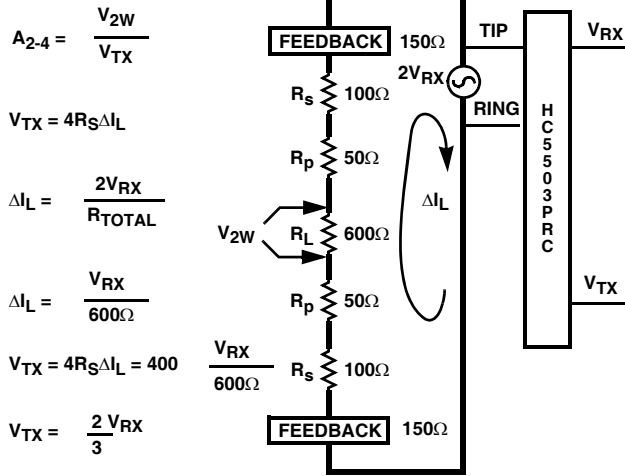 A2-4 = V2W / VTX
VTX = 4RSΔIL
ΔIL = 2VRX / RTOTAL
ΔIL = VRX / 600Ω
VTX = 4RSΔIL = 400 VRX / 600Ω
VTX = 2/3 VRX
FEEDBACK 150Ω
Rs 100Ω
Rp 50Ω
V2W
RL 600Ω
Rp 50Ω
Rs 100Ω
FEEDBACK 150Ω
2VRX
ΔIL
TIP
RING
HC5503PRC
VRX
VTX